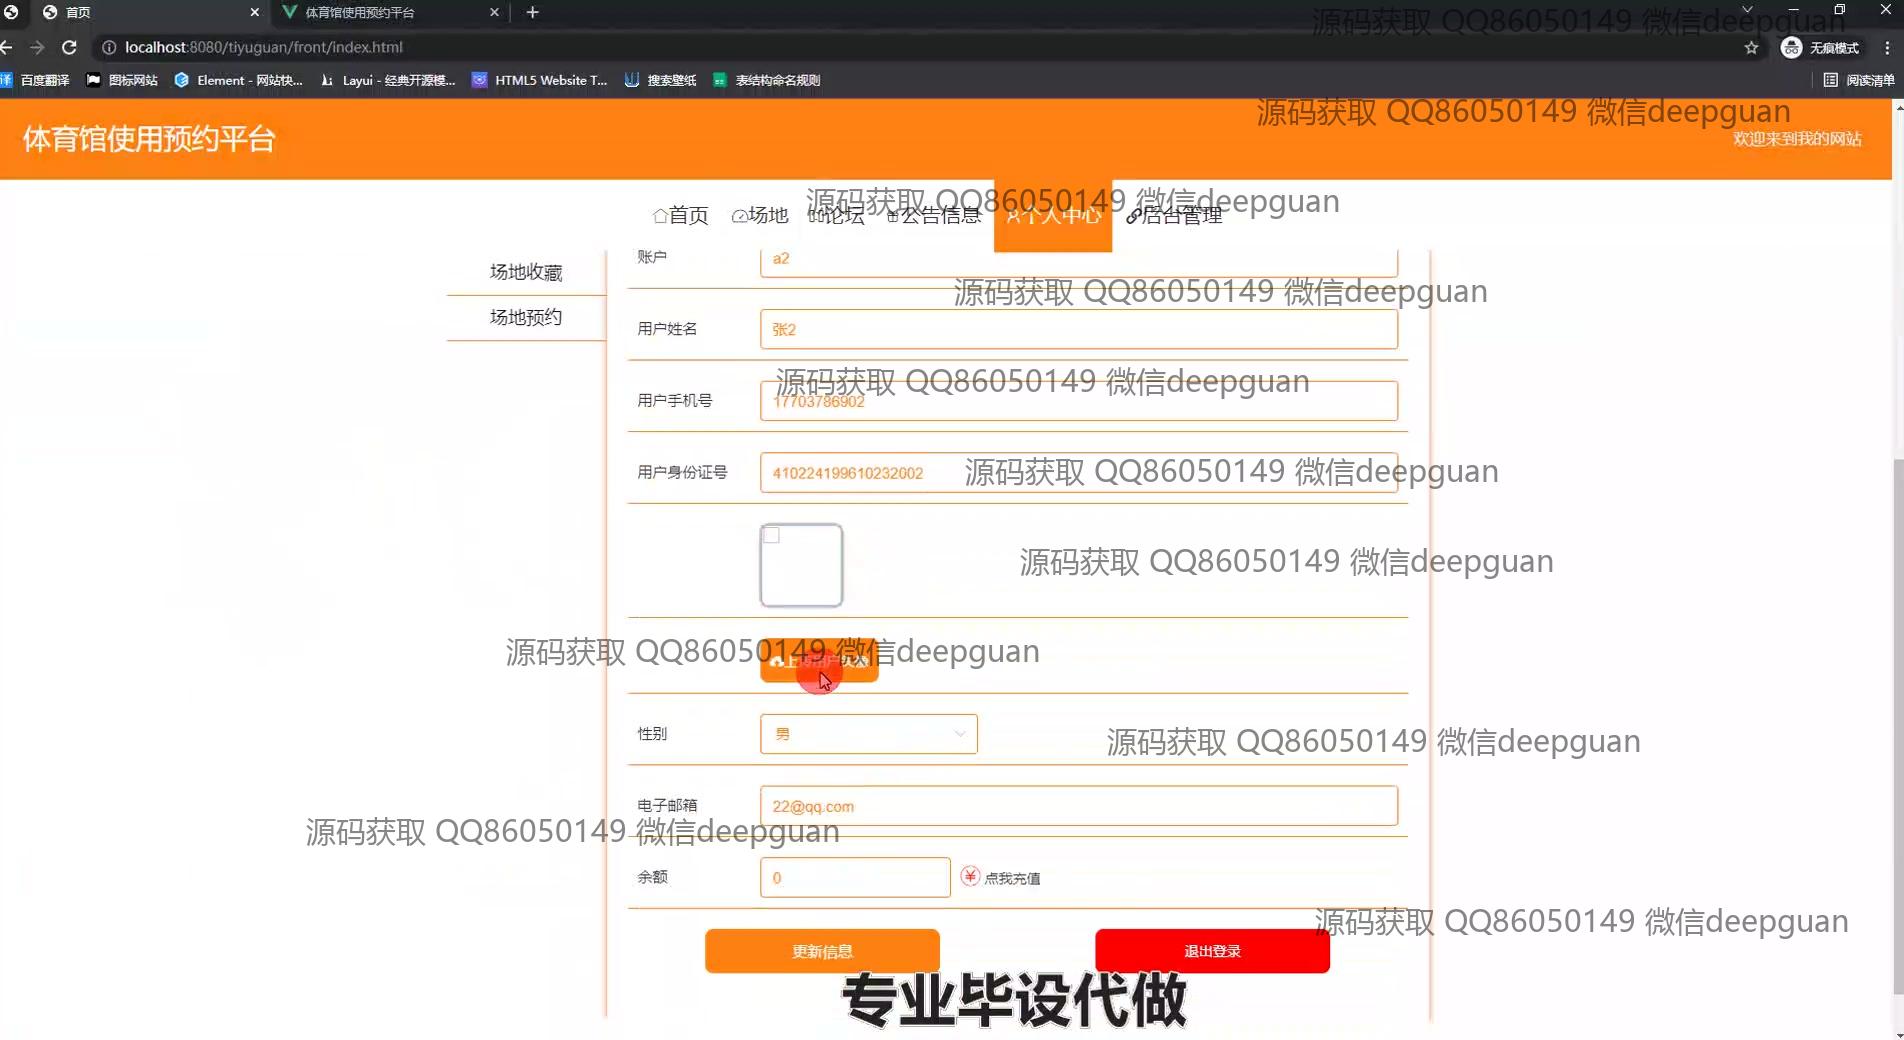 首页
体育馆使用预约平台
源码获取 QQ86050149 微信deepguan
localhost:8080/tiyuguan/front/index.html
无痕模式
百度翻译 图标网站 Element - 网站快... Layui - 经典开源模... HTML5 Website T... 搜索壁纸 表结构命名规则 阅读清单
源码获取 QQ86050149 微信deepguan
体育馆使用预约平台
欢迎来到我的网站
源码获取 QQ86050149 微信deepguan
首页 场地 论坛 公告信息 个人中心 后台管理
场地收藏
场地预约
账户 a2
源码获取 QQ86050149 微信deepguan
用户姓名 张2
源码获取 QQ86050149 微信deepguan
用户手机号 17703786902
用户身份证号 410224199610232002
源码获取 QQ86050149 微信deepguan
源码获取 QQ86050149 微信deepguan
源码获取 QQ86050149 微信deepguan
性别 男
源码获取 QQ86050149 微信deepguan
电子邮箱 22@qq.com
源码获取 QQ86050149 微信deepguan
余额 0 点我充值
源码获取 QQ86050149 微信deepguan
更新信息 退出登录
专业毕设代做